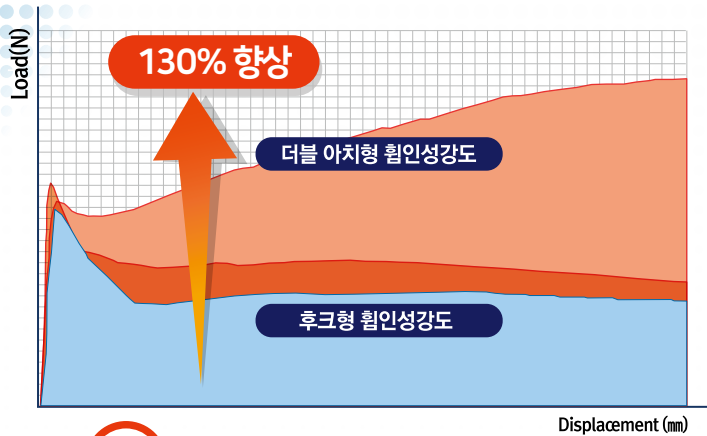 Load(N)
130% 향상
더블 아치형 휨인성강도
후크형 휨인성강도
Displacement (㎜)